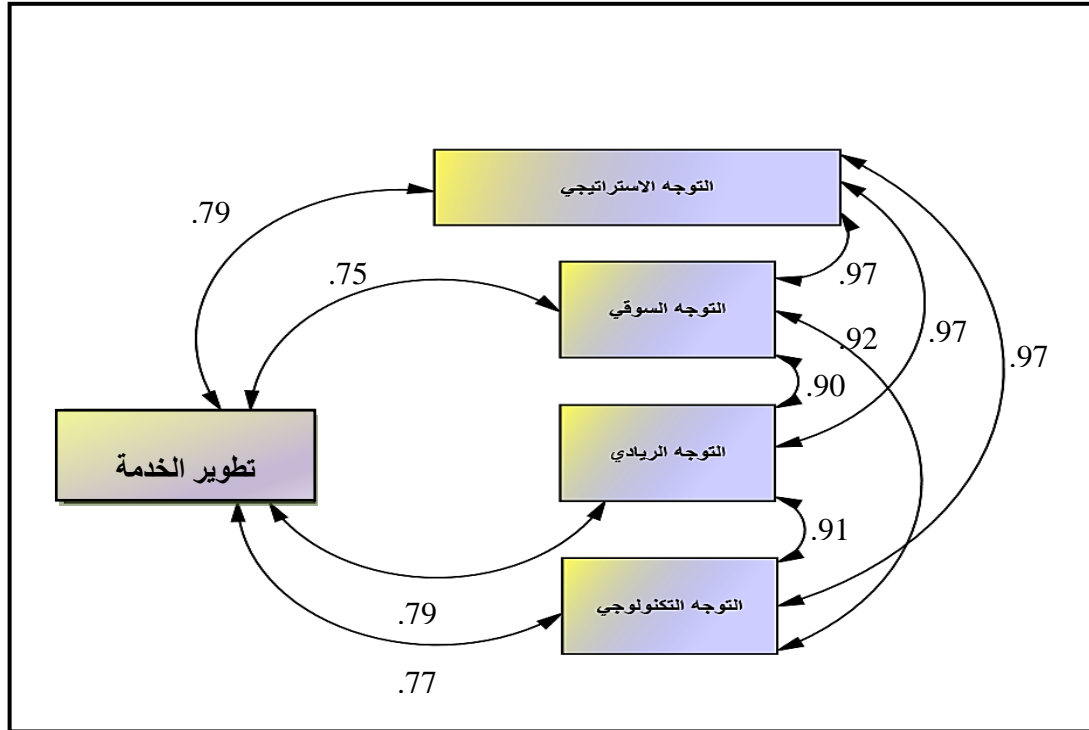 التوجه الاستراتيجي
.79
.75
التوجه السوقي
.97
.92
.97
.97
.90
التوجه الريادي
تطوير الخدمة
.91
التوجه التكنولوجي
.79
.77